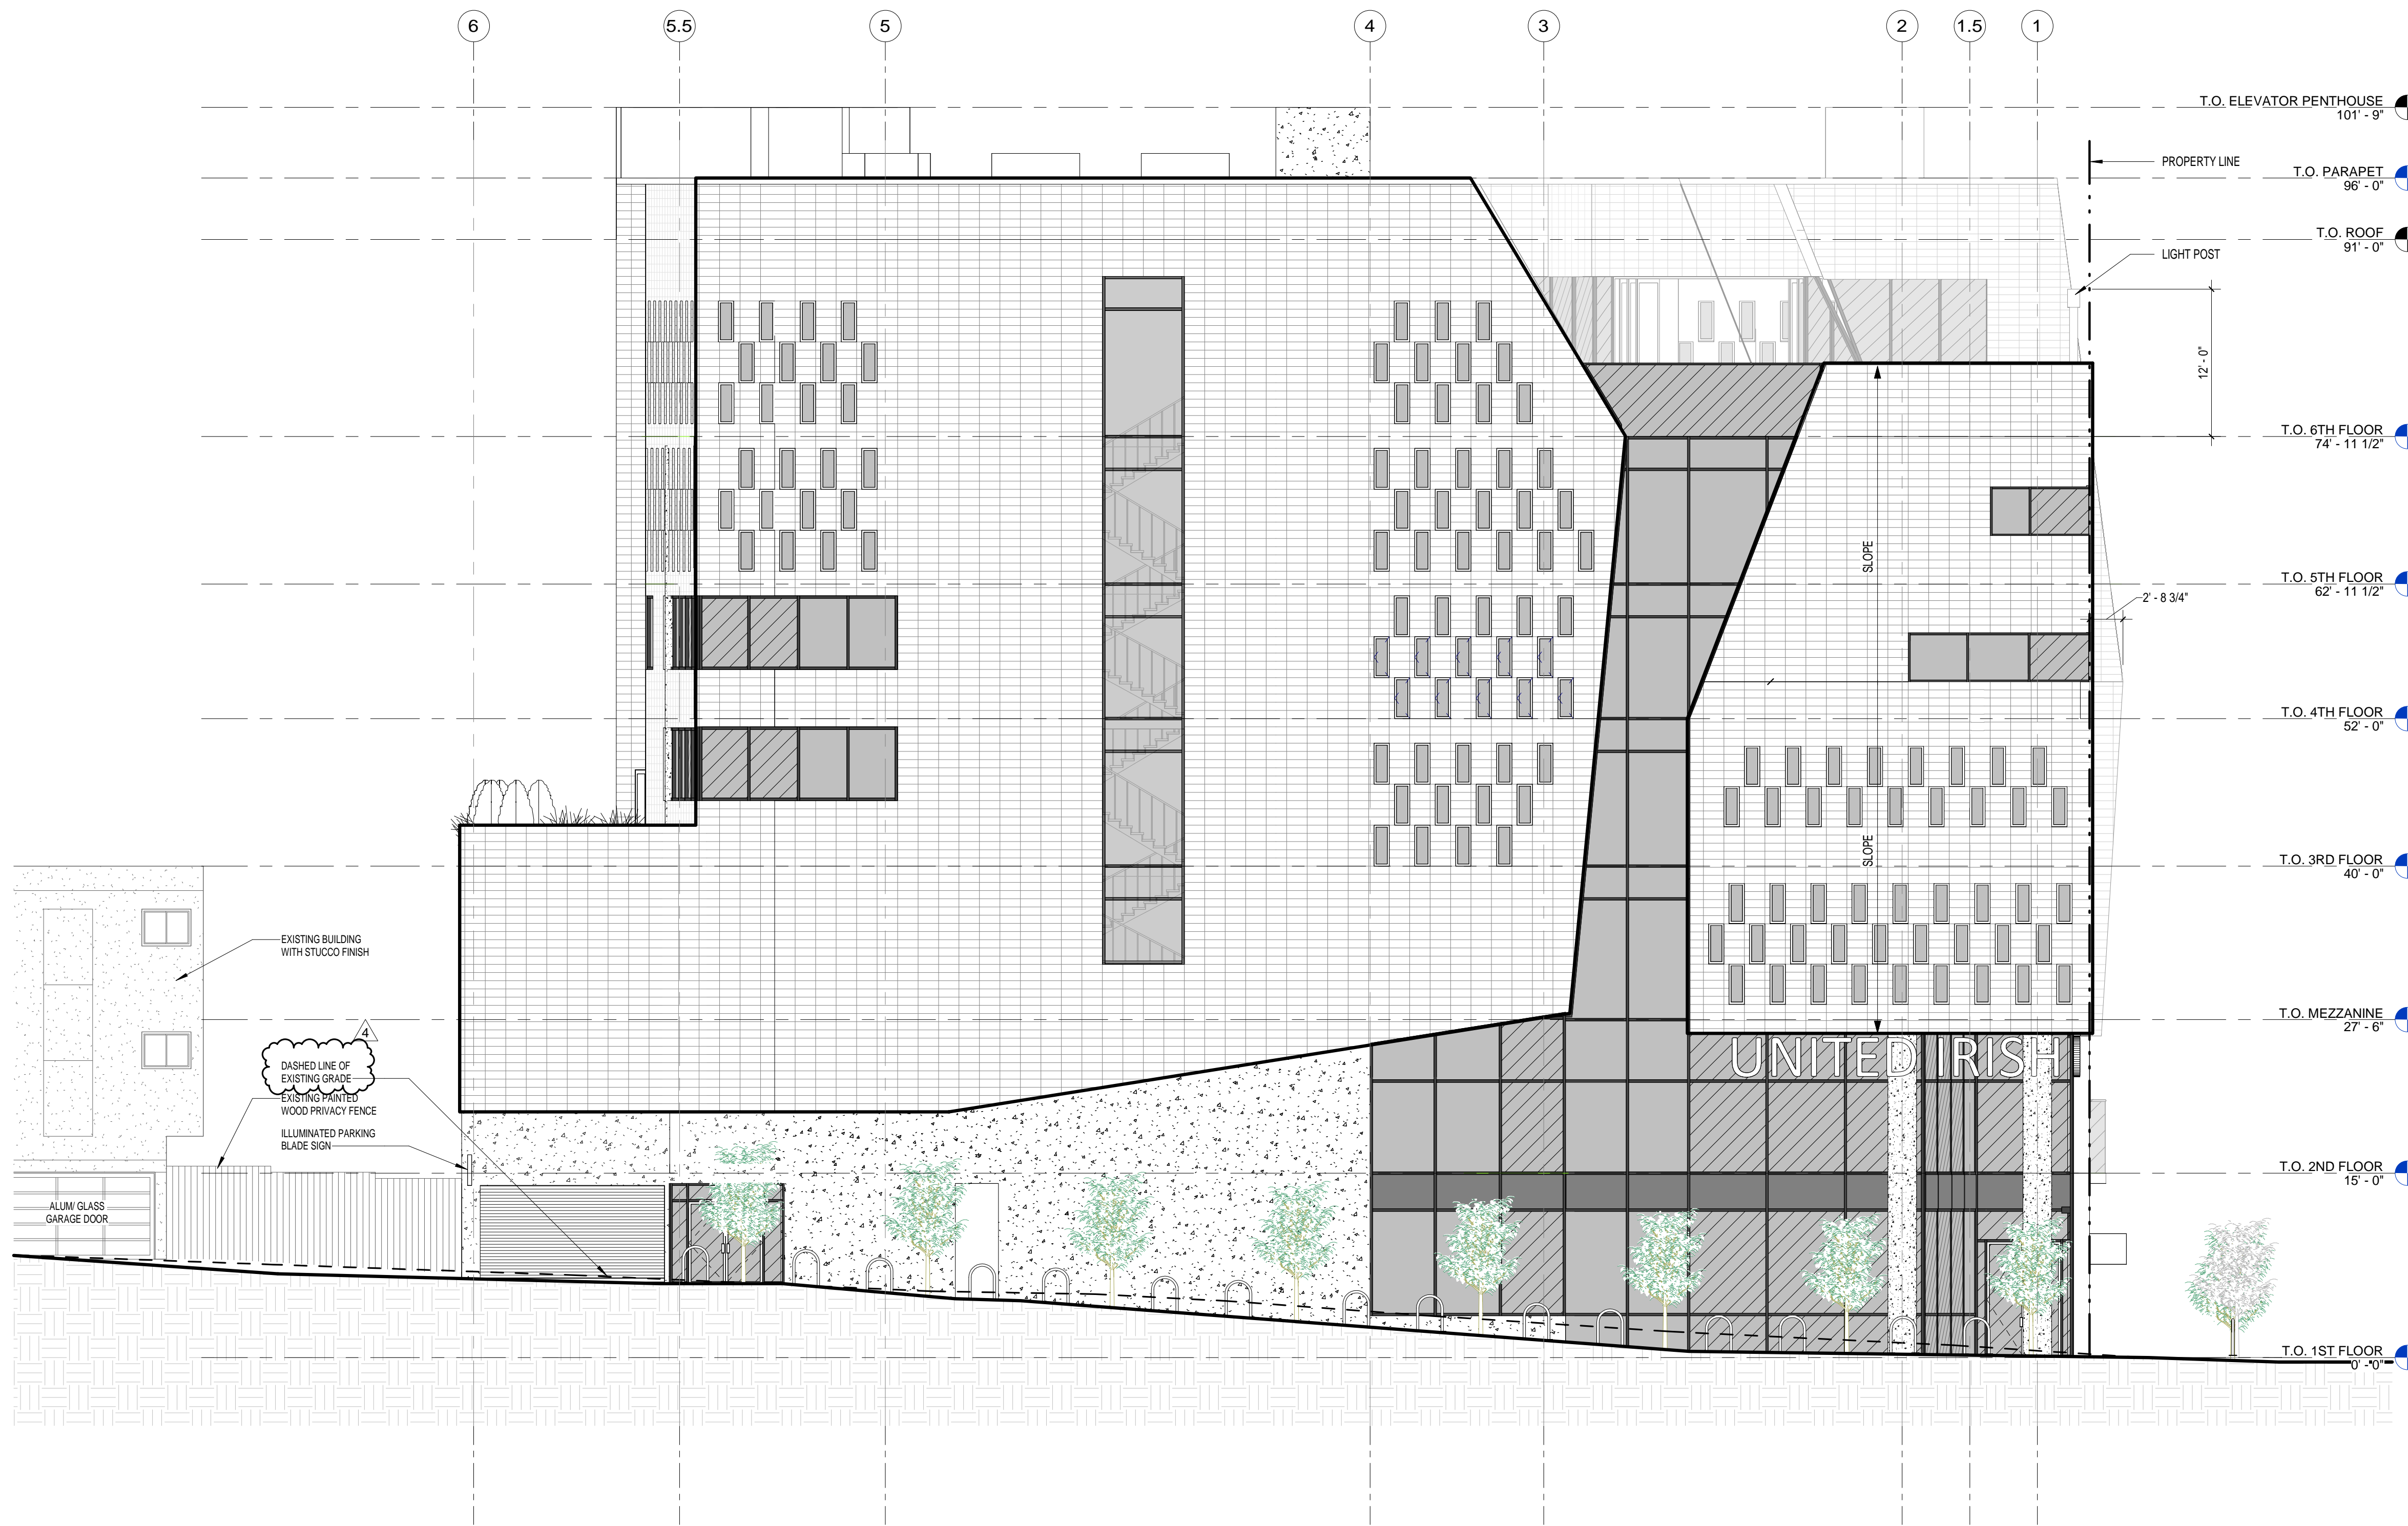 6
5.5
5
4
3
2
1.5
1
T.O. ELEVATOR PENTHOUSE
101' - 9"
PROPERTY LINE
T.O. PARAPET
96' - 0"
T.O. ROOF
91' - 0"
LIGHT POST
12' - 0"
T.O. 6TH FLOOR
74' - 11 1/2"
SLOPE
T.O. 5TH FLOOR
62' - 11 1/2"
2' - 8 3/4"
T.O. 4TH FLOOR
52' - 0"
SLOPE
T.O. 3RD FLOOR
40' - 0"
EXISTING BUILDING
WITH STUCCO FINISH
T.O. MEZZANINE
27' - 6"
4
UNITED IRISH
DASHED LINE OF
EXISTING GRADE
EXISTING PAINTED
WOOD PRIVACY FENCE
ILLUMINATED PARKING
BLADE SIGN
T.O. 2ND FLOOR
15' - 0"
ALUM/ GLASS
GARAGE DOOR
T.O. 1ST FLOOR
0' - 0"